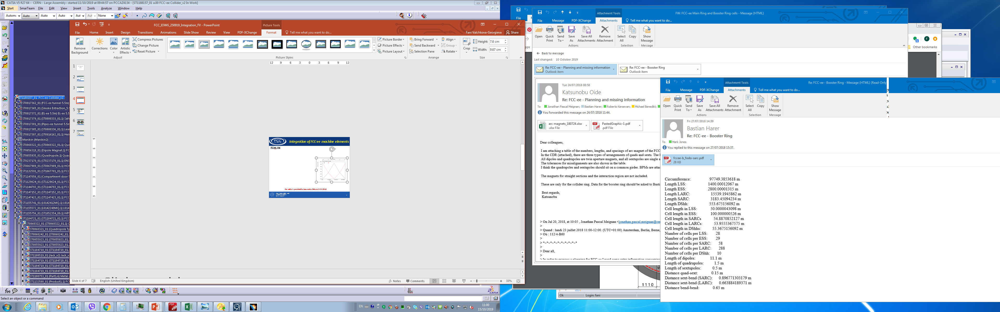 CATIA V5 R27 64 - CERN : Large Assembly : started 11/10/2019 at 09:44:57 on PCCAZ4134 - [ST1188157_01 a.00 FCC-ee Collider_v2 In Work]
Start SmarTeam File Edit View Insert Tools Analyze Window Help
Auto Auto Auto None
ST1188157_01 FCC-ee Collider_v2
ST0917362_01 (FCC-ee tunnel 5.5m)
ST0917365_01 (Smoke Extraction_5.
ST0917372_01 (EL-ee 5.5m) EL-ee 5.5
ST0917379_01 (ST0800333_01.1) Safe
ST0917381_01 (Pipes-ee tunnel 5.5m
ST0917385_01 (ST0800336_01.1) Leak
ST0917387_01 (ST0916162_01.1) Heli
Manikin (Manikin2)
ST0860322_01 (ST0860322_01.1) Qua
ST0856319_01 (Dipole Magnet.1) FC
ST0855935_01 (Quadrupole.1) Quad
ST0237170_01 (ST0237170_01.1) ENS
ST0067989_01 (ST0067989_01.1) HO
ST1132591_01 (ST1067701_01.1) FCC
ST1147056_01 (Compartment door 5
ST1129624_01 (ST1129624_01.1) FCC
ST1144793_01 (ST1144793_01.1) FCC
ST1147152_01 (ST1147152_01.1) FCC
ST1147423_01 (ST1147423_01.1) FCC
ST1155741_01 (L0142412MQ.1) L014
ST1155572_01 (L0142249MQ.1) L014
ST1155756_01 (ST1052354_09.1) WPS
ST1184721_01 (ST1184721_01.1) FCC
ST0860322_01 (ST0860322_01.1) Q
ST0860321_01 (Quadropole Ty
ST0860242_01 (ST0860242_01.
ST0855923_01 (ST0855923_01.
ST0855923_01 (ST0855923_01.
ST1184719_01 (ST1184719_01.
ST1188519_01 (Jack_v2) Jack_v
ST1184719_01 (ST1184719_01.
ST1184719_01 (ST1184719_01.
ST1184719_01 (ST1184719_01.
ST1188753_01 (Part1.6) Metal
ST1132588_01 (Product1.1) FC
Select an object or a command
FCC_IOWG_250919_Integration_FV - PowerPoint
Picture Tools
File Home Insert Design Transitions Animations Slide Show Review View PDF-XChange Format Tell me what you want to do...
Fani Valchkova-Georgieva Share
Remove Background
Corrections
Color
Artistic Effects
Compress Pictures
Change Picture
Reset Picture
Picture Border
Picture Effects
Picture Layout
Bring Forward
Send Backward
Selection Pane
Align
Group
Rotate
Crop
Height: 7.6 cm
Width: 9.67 cm
Adjust Picture Styles Arrange Size
12 9 6 3 0 3 6 9 12
9
6
3
0
3
6
9
1
2
3
4
5
6
7
FCC
Integration of FCC-ee machine elements
FCC-ee ring
The table is provided by Katsunobu Oide on 24.07.2018
Slide 4 of 7 English (United Kingdom) Notes Comments 33%
CATIA
EN 11:00
15/10/2019
FW: FCC-ee Main Ring and Booster Ring cells - Message (HTML)
Attachment Tools
File Message PDF-XChange Attachments Tell me what you want to do...
Open
Quick Print
Send To
Save As
Save All Attachments
Remove Attachment
Select All
Copy
Show Message
Actions Selection Message
Back to message
Last changed: 10 October 2019
Re: FCC-ee - Planning and missing information
Outlook item
Re: FCC-ee - Booster Ring
Outlook item
Tue 24/07/2018 08:58
Katsunobu Oide
Re: FCC-ee - Planning and missing information
To Jonathan Pascal Meignan; Bastian Harer; Roberto Kersevan; Michael Benedikt;
You forwarded this message on 24/07/2018 11:44.
arc magnets_180724.xlsx
.xlsx File
PastedGraphic-1.pdf
.pdf File
Dear colleagues,
I am attaching a table of the numbers, lengths, and spacings of arc magnet of the FCC
In the CDR (attached), there are three types of arrangements of quads and sexts. The
All dipoles and quadrupoles are twin aperture magnets, and all sextupoles are single a
The tolerances for misalignments are also shown in the table.
I think the quadrupoles and sextupoles should sit on a common girder. BPMs are attac
The magnets for straight sections and the interaction region are not included.
These are only for the collider ring. Data for the booster ring should be asked to Basti
Best regards,
Katsunobu
> On Jul 20, 2018, at 10:05 , Jonathan Pascal Meignan <jonathan.pascal.meignan@cer
>
> Quand : lundi 23 juillet 2018 11:00-12:00. (UTC+01:00) Amsterdam, Berlin, Berne,
> Où : 112/4-B60
>
> *~*~*~*~*~*~*~*~*~*
>
> Dear all,
>
> In order to propose a planning for FCC-ee I need some extra information concerning
Other bookmarks
1110
Ok Login: fani
Attachment Tools
Re: FCC-ee - Booster Ring - Message (HTML) (Read-Only
File Message PDF-XChange Attachments Tell me what you want to do...
Open
Quick Print
Send To
Save As
Save All Attachments
Remove Attachment
Select All
Copy
Show Message
Actions Selection Message
Fri 27/07/2018 14:39
Bastian Harer
Re: FCC-ee - Booster Ring
To Mark Jones
You replied to this message on 27/07/2018 15:37.
fccee-b_fodo-sarc.pdf
28 KB
Circumference: 97749.3853618 m
Length LSS: 1400.00012067 m
Length ESS: 2800.00001315 m
Length LARC: 15539.1945862 m
Length SARC: 3183.45094234 m
Length DShh: 553.675156092 m
Cell length in LSS: 50.0000043098 m
Cell length in ESS: 100.000000526 m
Cell length in SARCs 54.8870852127 m
Cell length in LARCs: 53.9555367575 m
Cell length in DShhs: 55.3675156092 m
Number of cells per LSS: 28
Number of cells per ESS: 29
Number of cells per SARC: 58
Number of cells per LARC: 288
Number of cells per DShh: 10
Length of dipoles: 11.1 m
Length of quadrupoles: 1.5 m
Length of sextupoles: 0.5 m
Distance quad-sext: 0.15 m
Distance sext-bend (SARC): 0.896771303179 m
Distance sext-bend (LARC): 0.663884189371 m
Distance bend-bend: 0.65 m